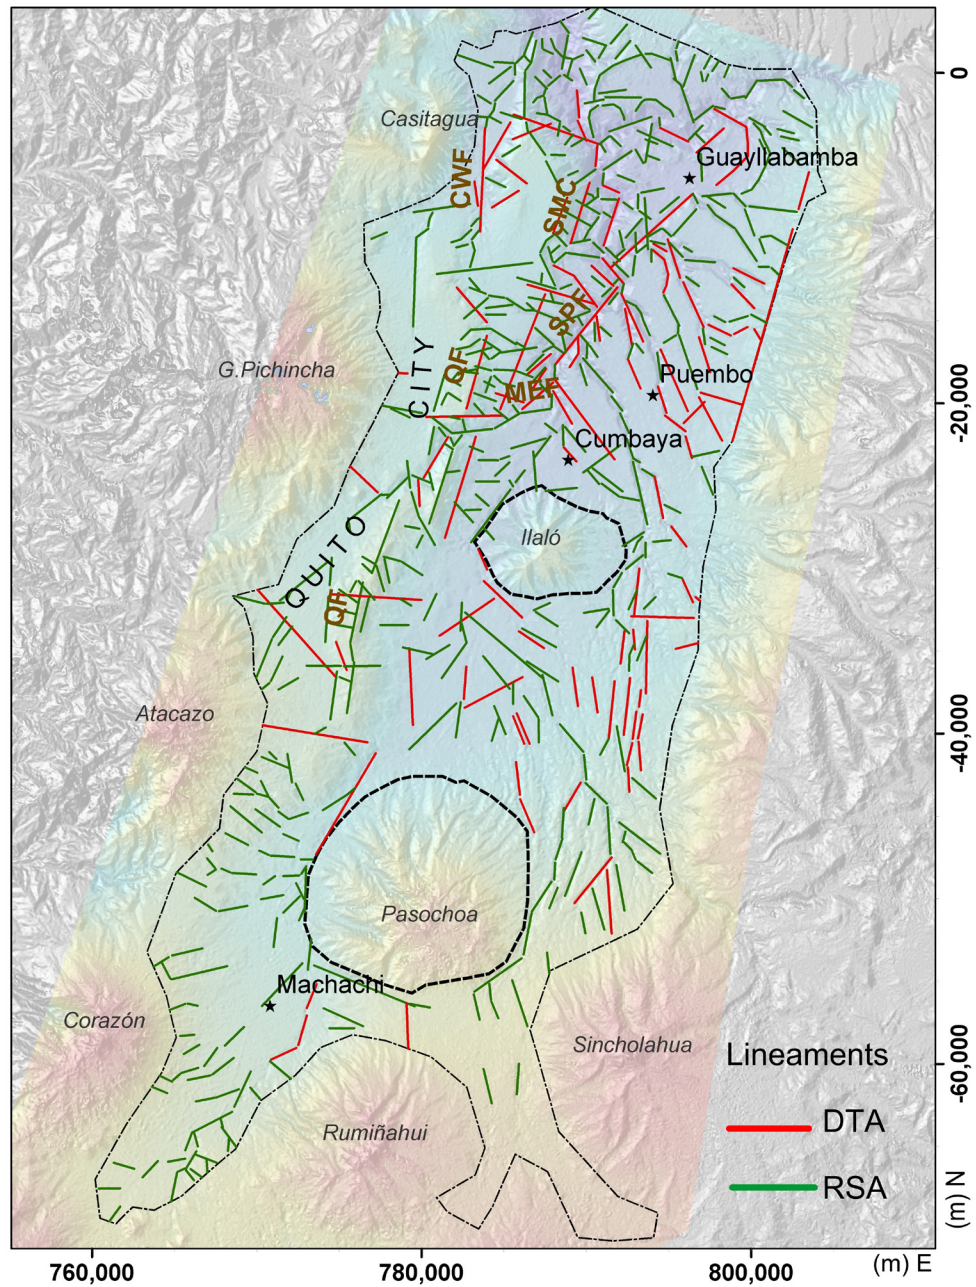 Casitagua
0
CWF
Guayllabamba
SMC
SPF
G.Pichincha
QF
CITY
MEF
Puembo
-20,000
Cumbaya
Ilaló
QUITO
QF
Atacazo
-40,000
Pasochoa
Machachi
Corazón
Sincholahua
Lineaments
-60,000
DTA
Rumiñahui
RSA
(m) N
(m) E
760,000
780,000
800,000